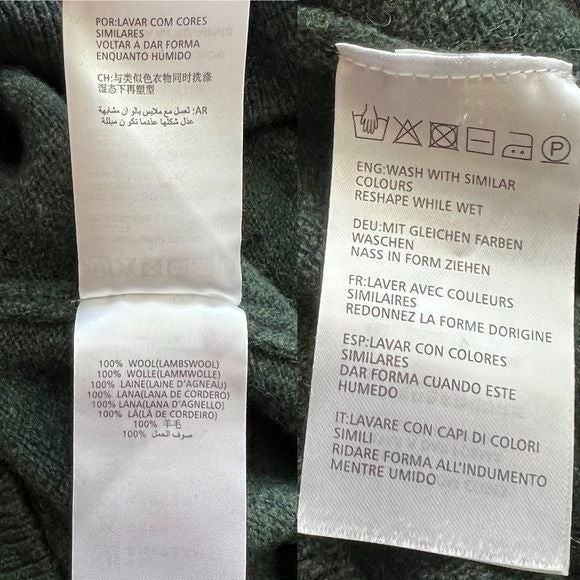 POR:LAVAR COM CORES
SIMILARES
VOLTAR A DAR FORMA
ENQUANTO HÚMIDO
CH:与类似色衣物同时洗涤
湿态下再塑型
AR: تغسل مع ملابس بالوان مشابهة
عدل شكلها عندما تكون مبللة
100% WOOL(LAMBSWOOL)
100% WOLLE(LAMMWOLLE)
100% LAINE(LAINE D'AGNEAU)
100% LANA(LANA DE CORDERO)
100% LANA(LANA D'AGNELLO)
100% LÃ(LÃ DE CORDEIRO)
100% 羊毛
100% صوف الحمل
P
ENG:WASH WITH SIMILAR
COLOURS
RESHAPE WHILE WET
DEU:MIT GLEICHEN FARBEN
WASCHEN
NASS IN FORM ZIEHEN
FR:LAVER AVEC COULEURS
SIMILAIRES
REDONNEZ LA FORME DORIGINE
ESP:LAVAR CON COLORES
SIMILARES
DAR FORMA CUANDO ESTE
HUMEDO
IT:LAVARE CON CAPI DI COLORI
SIMILI
RIDARE FORMA ALL'INDUMENTO
MENTRE UMIDO